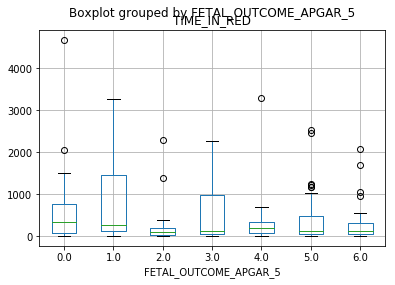 Boxplot grouped by FETAL_OUTCOME_APGAR_5
TIME_IN_RED
4000
3000
2000
1000
0
0.0 1.0 2.0 3.0 4.0 5.0 6.0
FETAL_OUTCOME_APGAR_5